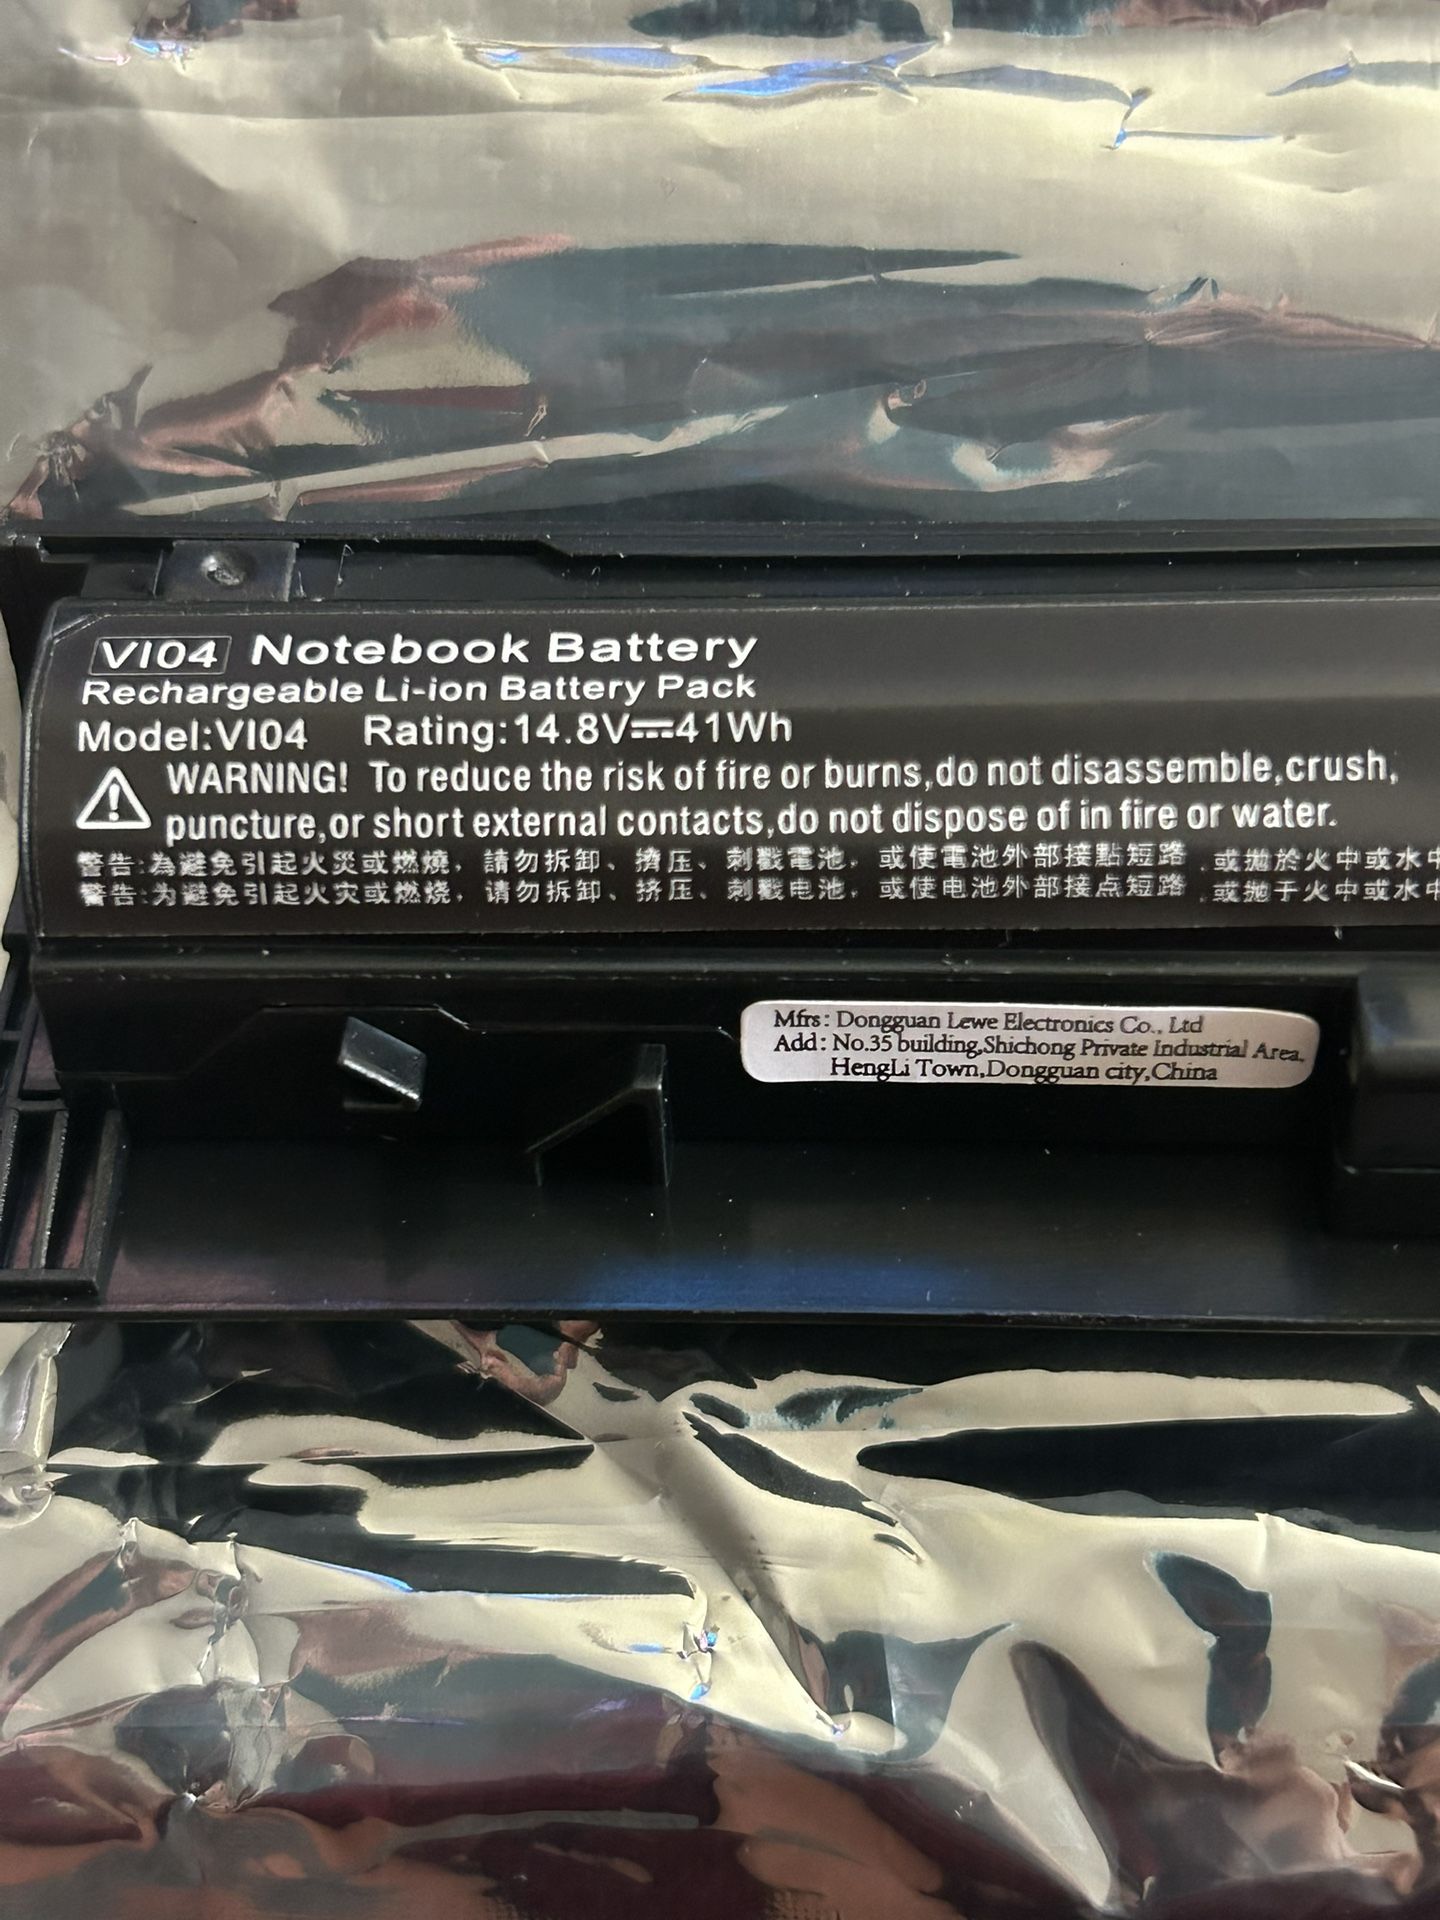 VI04 Notebook Battery
Rechargeable Li-ion Battery Pack
Model:VI04 Rating:14.8V⎓41Wh
WARNING! To reduce the risk of fire or burns,do not disassemble,crush,
puncture,or short external contacts,do not dispose of in fire or water.
警告:為避免引起火災或燃燒，請勿拆卸、擠压、刺戳電池，或使電池外部接點短路，或拋於火中或水中
警告:为避免引起火灾或燃烧，请勿拆卸、挤压、刺戳电池，或使电池外部接点短路，或抛于火中或水中
Mfrs: Dongguan Lewe Electronics Co., Ltd
Add: No.35 building,Shichong Private Industrial Area,
HengLi Town,Dongguan city,China